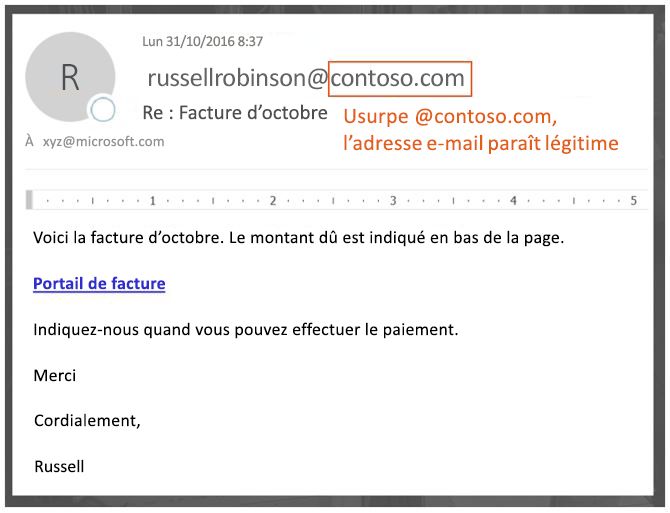 Lun 31/10/2016 8:37
R
russellrobinson@contoso.com
Re : Facture d’octobre
Usurpe @contoso.com,
l’adresse e-mail paraît légitime
À xyz@microsoft.com
1 2 3 4 5
Voici la facture d’octobre. Le montant dû est indiqué en bas de la page.
Portail de facture
Indiquez-nous quand vous pouvez effectuer le paiement.
Merci
Cordialement,
Russell